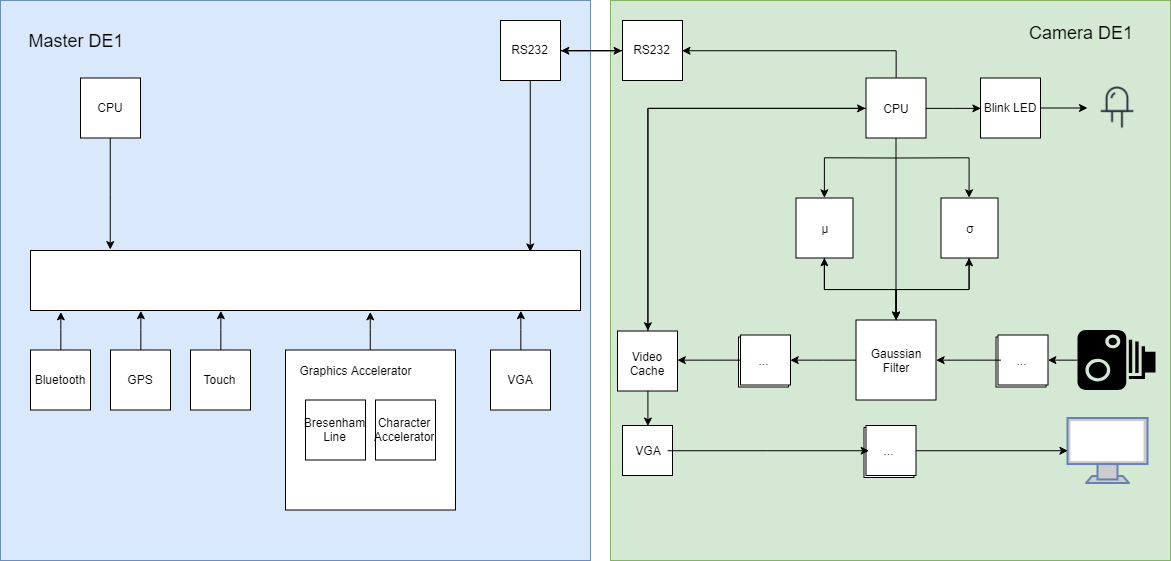 Master DE1
RS232
CPU
Bluetooth
GPS
Touch
Graphics Accelerator
Bresenham
Line
Character
Accelerator
VGA
Camera DE1
RS232
CPU
Blink LED
μ
σ
Video
Cache
...
Gaussian
Filter
...
VGA
...